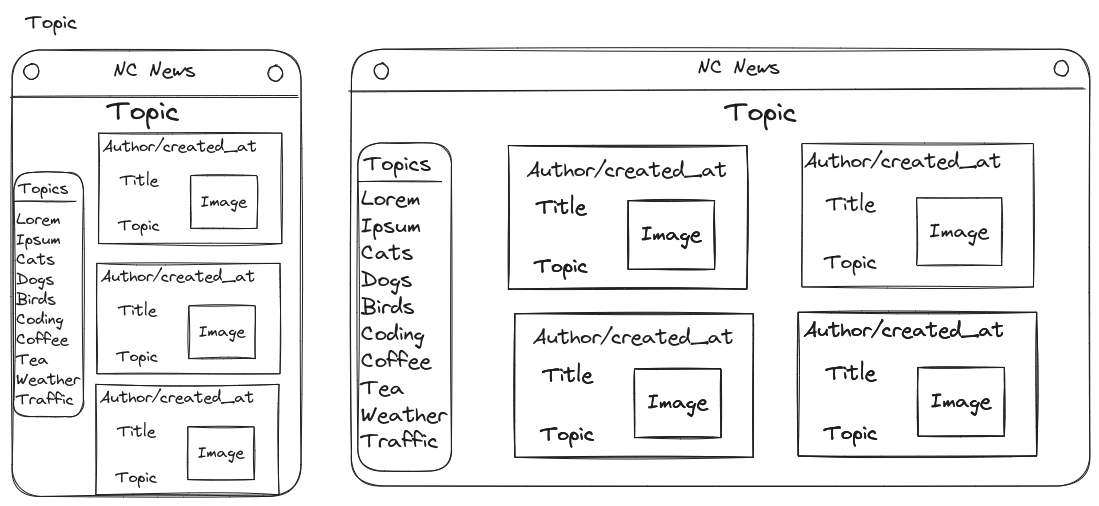 Topic
NC News
Topic
Topics
Lorem
Ipsum
Cats
Dogs
Birds
Coding
Coffee
Tea
Weather
Traffic
Author/created_at
Title
Image
Topic
Author/created_at
Title
Image
Topic
Author/created_at
Title
Image
Topic
NC News
Topic
Topics
Lorem
Ipsum
Cats
Dogs
Birds
Coding
Coffee
Tea
Weather
Traffic
Author/created_at
Title
Image
Topic
Author/created_at
Title
Image
Topic
Author/created_at
Title
Image
Topic
Author/created_at
Title
Image
Topic